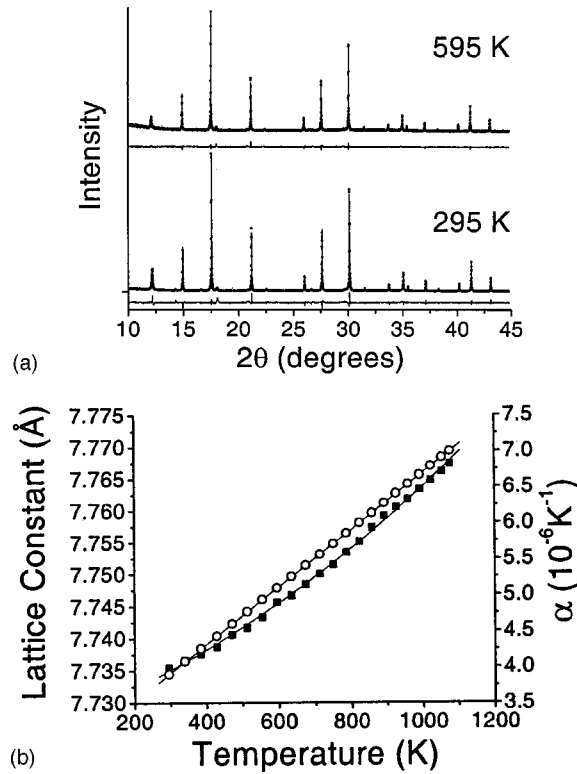 595 K
Intensity
295 K
10 15 20 25 30 35 40 45
2θ (degrees)
(a)
7.775
7.770
7.765
7.760
7.755
7.750
7.745
7.740
7.735
7.730
Lattice Constant (Å)
7.5
7.0
6.5
6.0
5.5
5.0
4.5
4.0
3.5
α (10⁻⁶K⁻¹)
200 400 600 800 1000 1200
Temperature (K)
(b)